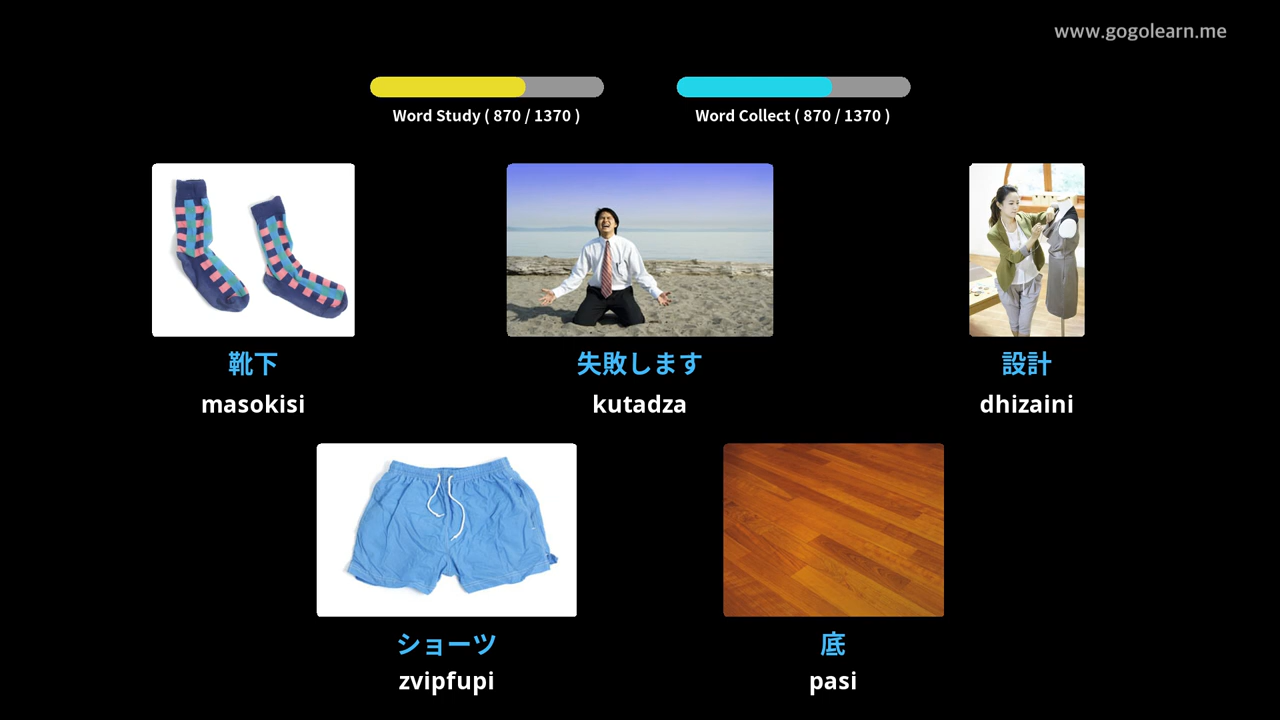 www.gogolearn.me
Word Study ( 870 / 1370 )
Word Collect ( 870 / 1370 )
靴下
masokisi
失敗します
kutadza
設計
dhizaini
ショーツ
zvipfupi
底
pasi